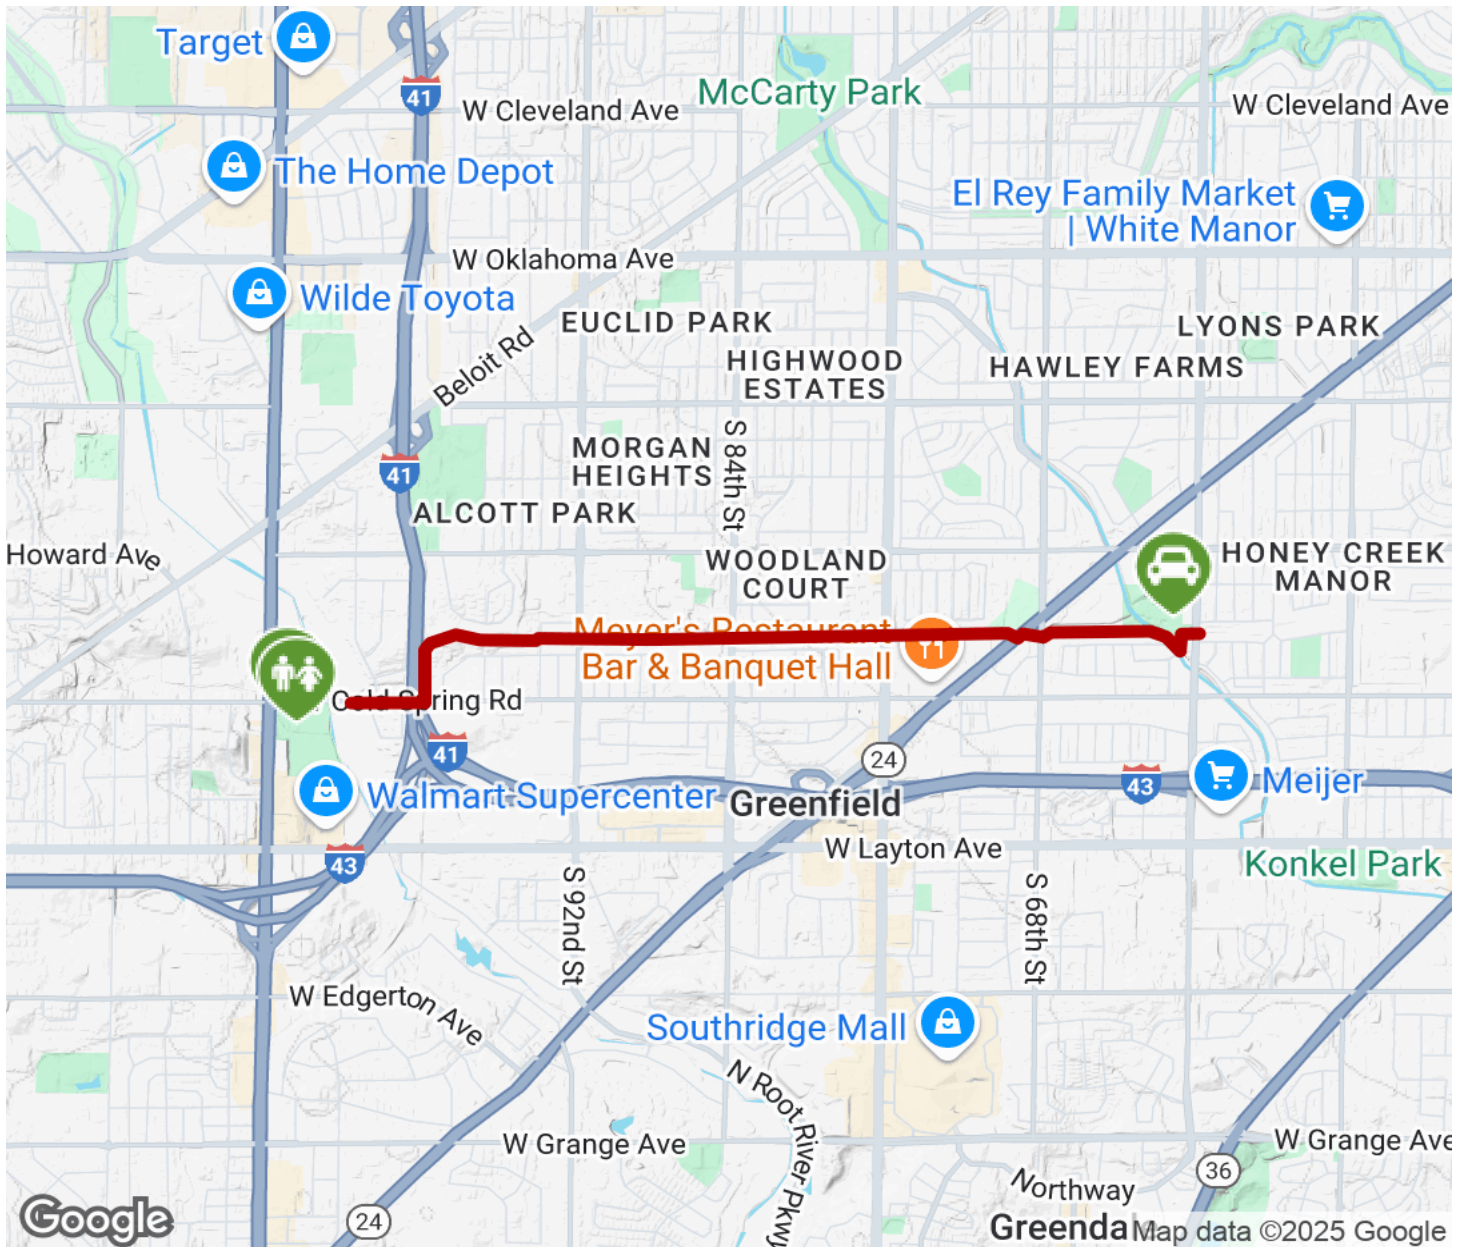 Target
41
W Cleveland Ave
McCarty Park
W Cleveland Ave
The Home Depot
El Rey Family Market
| White Manor
W Oklahoma Ave
Wilde Toyota
EUCLID PARK
LYONS PARK
Beloit Rd
HIGHWOOD
ESTATES
HAWLEY FARMS
MORGAN
HEIGHTS
S 84th St
41
ALCOTT PARK
Howard Ave
WOODLAND
COURT
HONEY CREEK
MANOR
Meyer's Restaurant
Bar & Banquet Hall
Cold Spring Rd
41
24
Walmart Supercenter
Greenfield
43
Meijer
43
W Layton Ave
Konkel Park
S 92nd St
S 68th St
W Edgerton Ave
Southridge Mall
N Root River Pkwy
W Grange Ave
W Grange Ave
36
Northway
Google
24
Greenda
Map data ©2025 Google